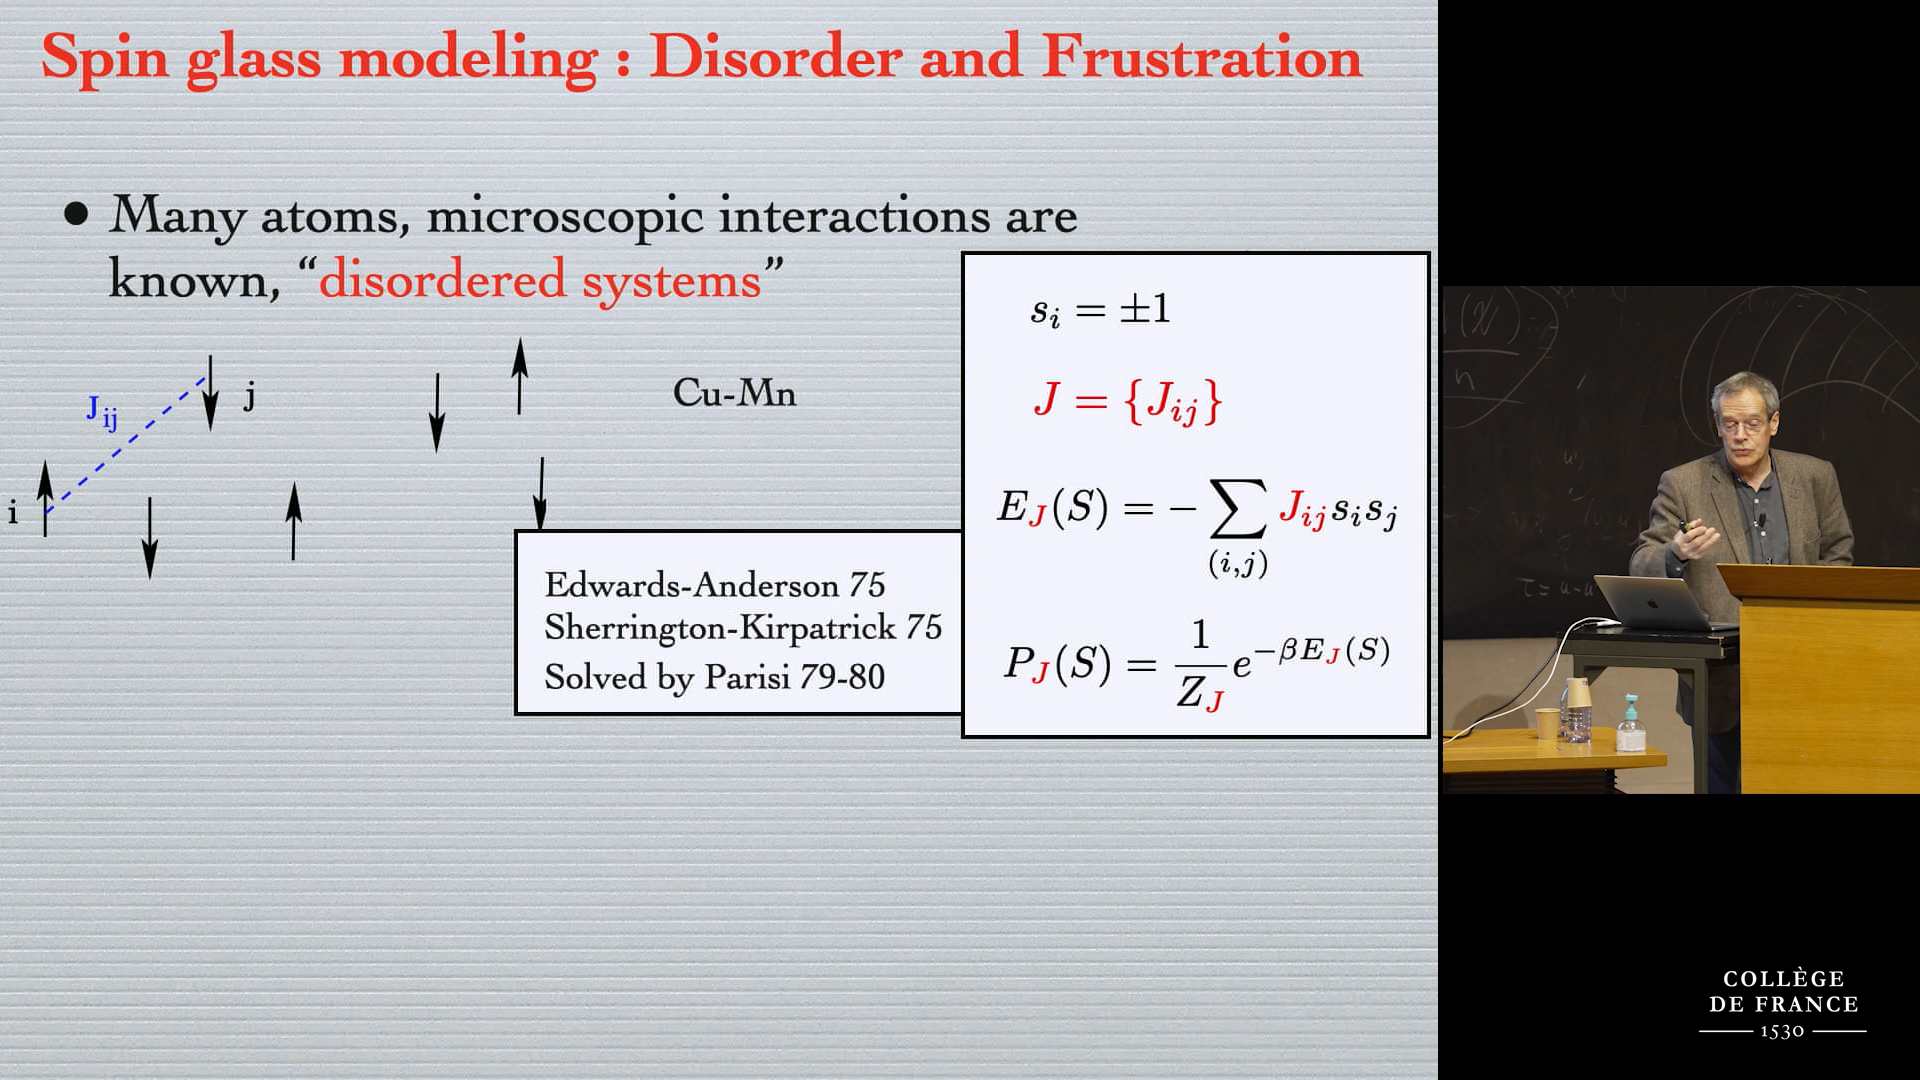 Spin glass modeling : Disorder and Frustration
• Many atoms, microscopic interactions are
known, “disordered systems”
J_ij
j
i
Cu-Mn
Edwards-Anderson 75
Sherrington-Kirpatrick 75
Solved by Parisi 79-80
s_i = ±1
J = {J_ij}
E_J(S) = − ∑_(i,j) J_ij s_i s_j
P_J(S) = 1/Z_J e^{−βE_J(S)}
COLLÈGE
DE FRANCE
1530